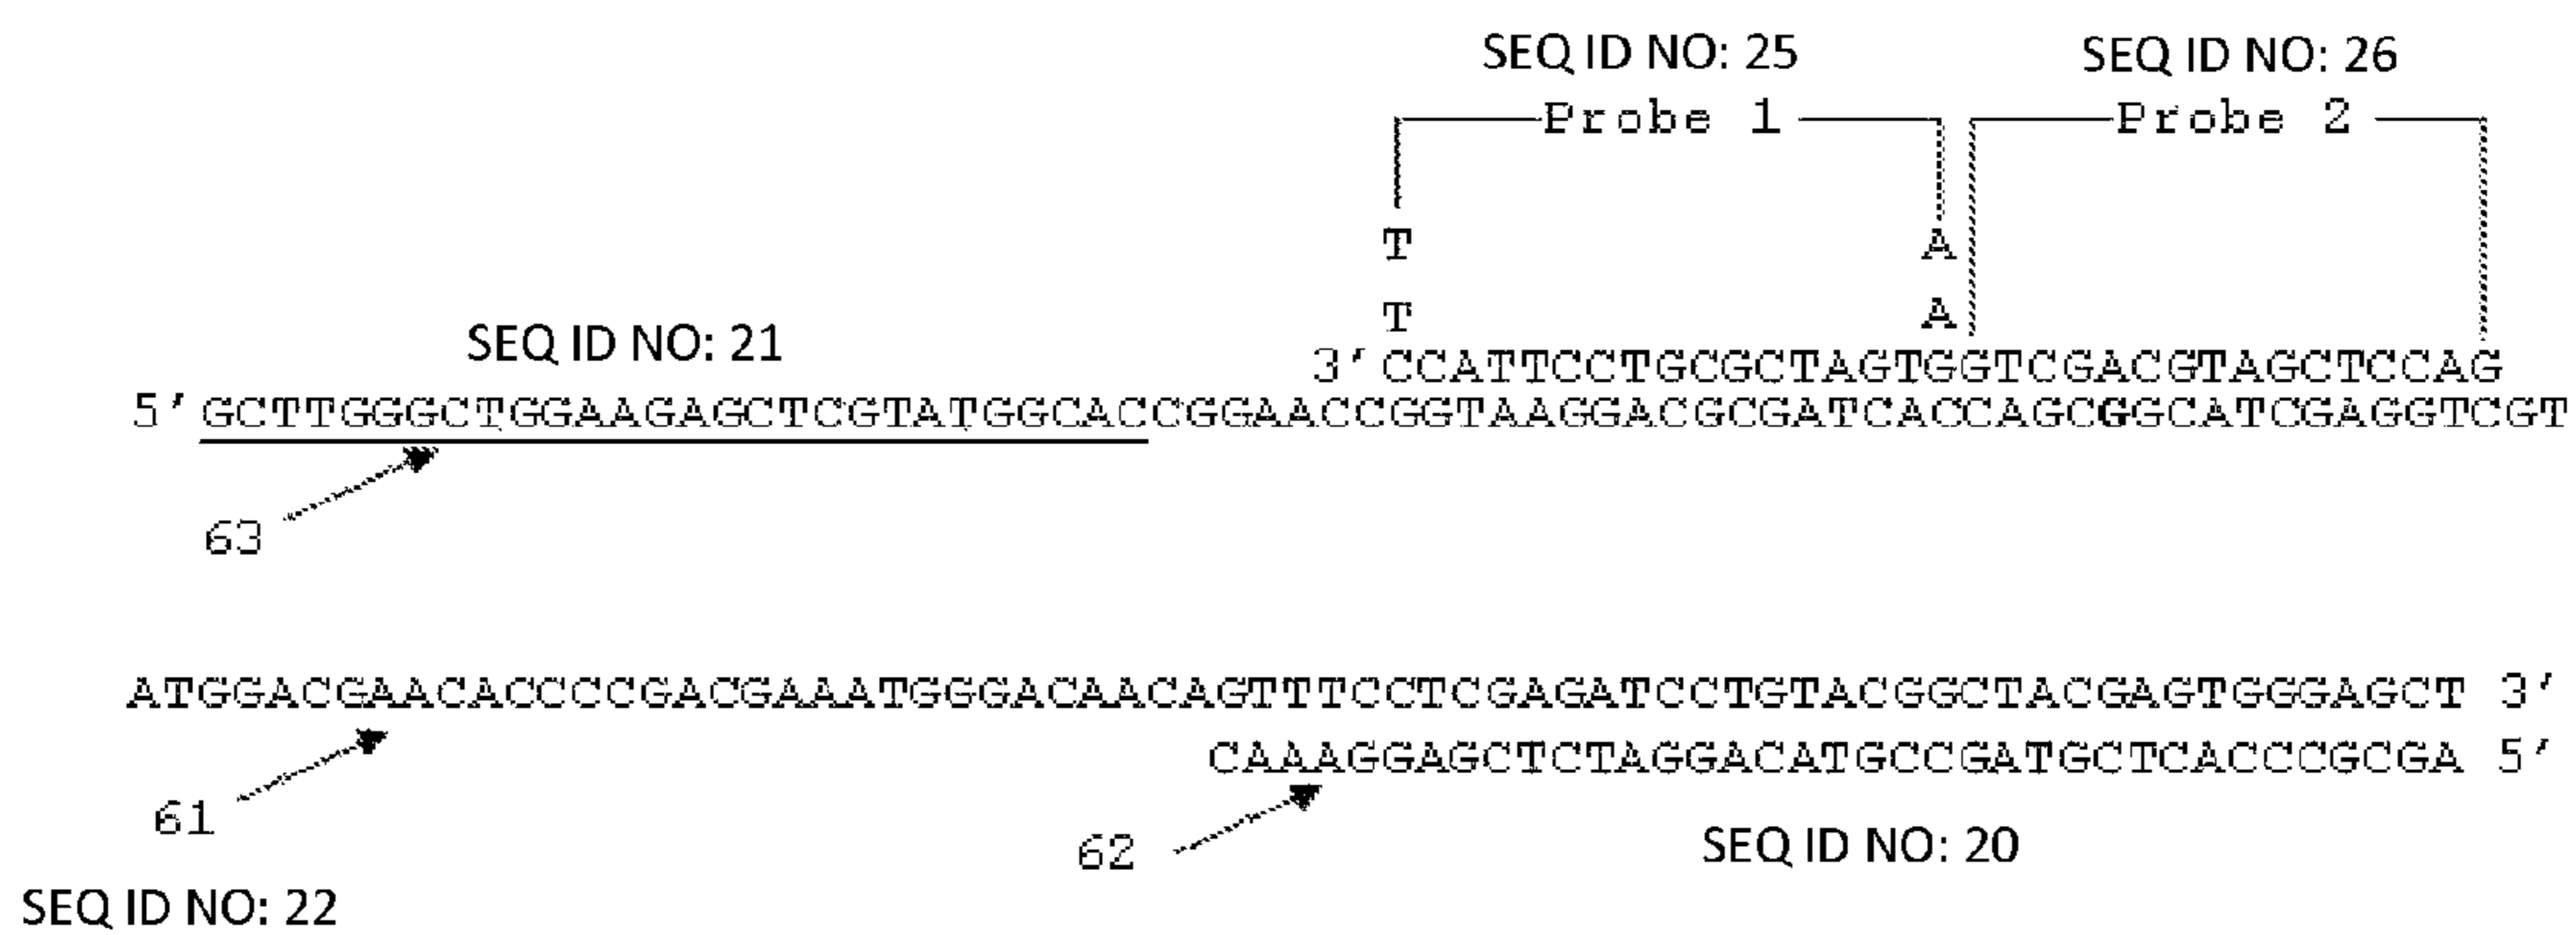 SEQ ID NO: 25 SEQ ID NO: 26
Probe 1 Probe 2
T A
T A
SEQ ID NO: 21
3′CCATTCCTGCGCTAGTGGTCGACGTAGCTCCAG
5′GCTTGGGCTGGAAGAGCTCGTATGGCACCGGAACCGGTAAGGACGCGATCACCAGCGGCATCGAGGTCGT
63
ATGGACGAACACCCCGACGAAATGGGACAACAGTTTCCTCGAGATCCTGTACGGCTACGAGTGGGAGCT 3′
CAAAGGAGCTCTAGGACATGCCGATGCTCACCCGCGA 5′
61
62
SEQ ID NO: 20
SEQ ID NO: 22